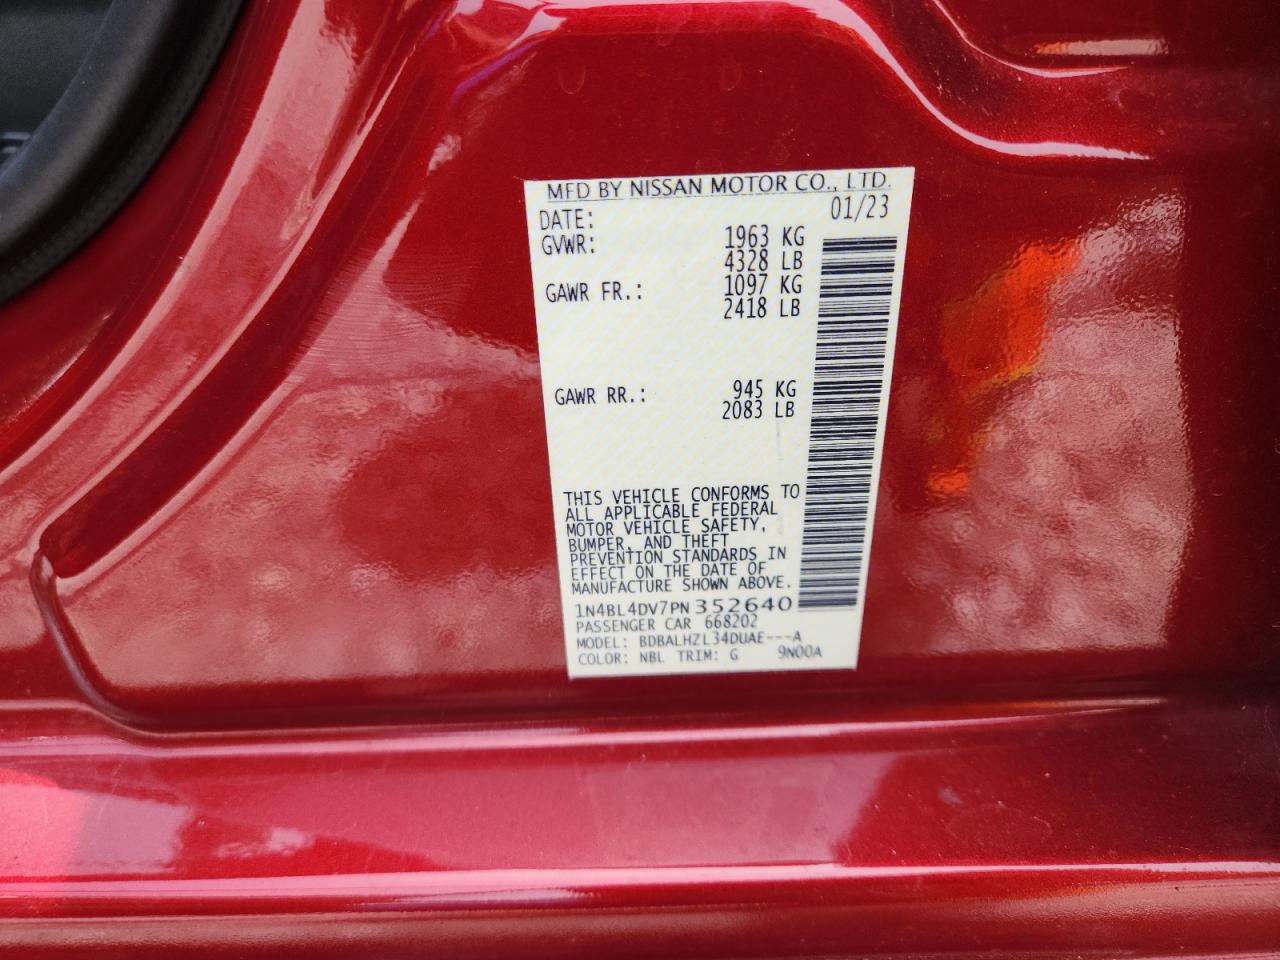 MFD BY NISSAN MOTOR CO., LTD.
DATE: 01/23
GVWR: 1963 KG
4328 LB
GAWR FR.: 1097 KG
2418 LB
GAWR RR.: 945 KG
2083 LB
THIS VEHICLE CONFORMS TO
ALL APPLICABLE FEDERAL
MOTOR VEHICLE SAFETY,
BUMPER, AND THEFT
PREVENTION STANDARDS IN
EFFECT ON THE DATE OF
MANUFACTURE SHOWN ABOVE.
1N4BL4DV7PN352640
PASSENGER CAR 668202
MODEL: BDBALHZL34DUAE---A
COLOR: NBL TRIM: G 9N00A